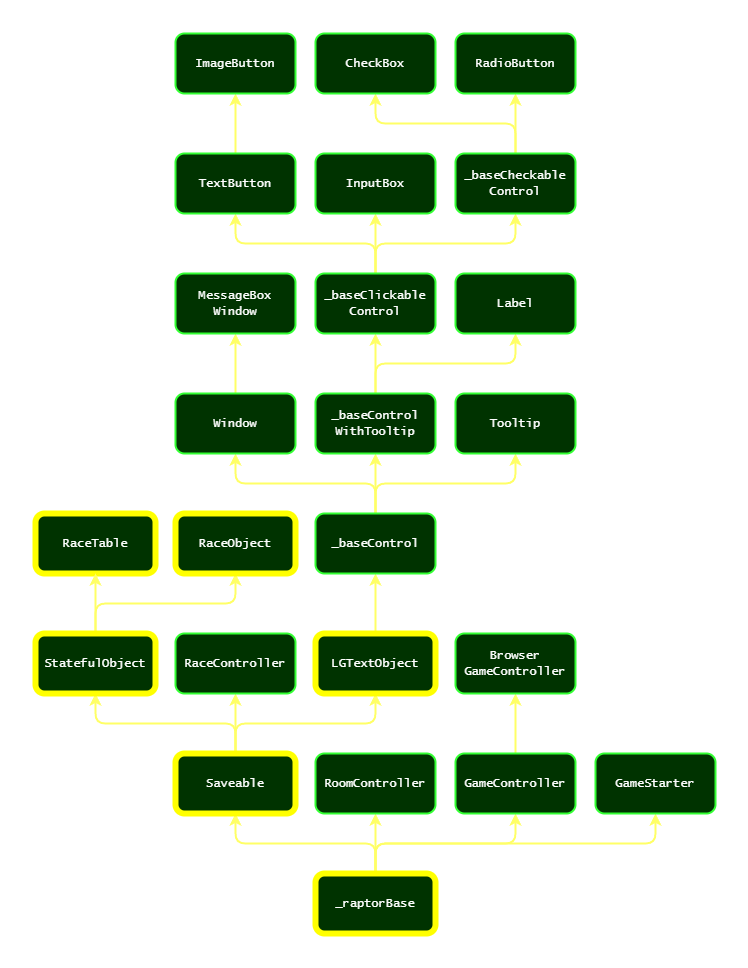 ImageButton
CheckBox
RadioButton
TextButton
InputBox
_baseCheckable
Control
MessageBox
Window
_baseClickable
Control
Label
Window
_baseControl
WithTooltip
Tooltip
RaceTable
RaceObject
_baseControl
StatefulObject
RaceController
LGTextObject
Browser
GameController
Saveable
RoomController
GameController
GameStarter
_raptorBase